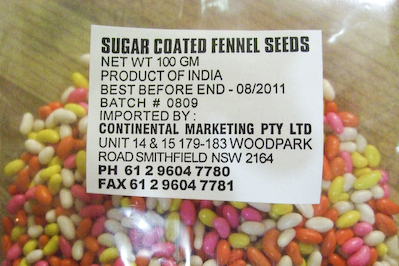 SUGAR COATED FENNEL SEEDS
NET WT 100 GM
PRODUCT OF INDIA
BEST BEFORE END - 08/2011
BATCH # 0809
IMPORTED BY :
CONTINENTAL MARKETING PTY LTD
UNIT 14 & 15 179-183 WOODPARK
ROAD SMITHFIELD NSW 2164
PH 61 2 9604 7780
FAX 61 2 9604 7781